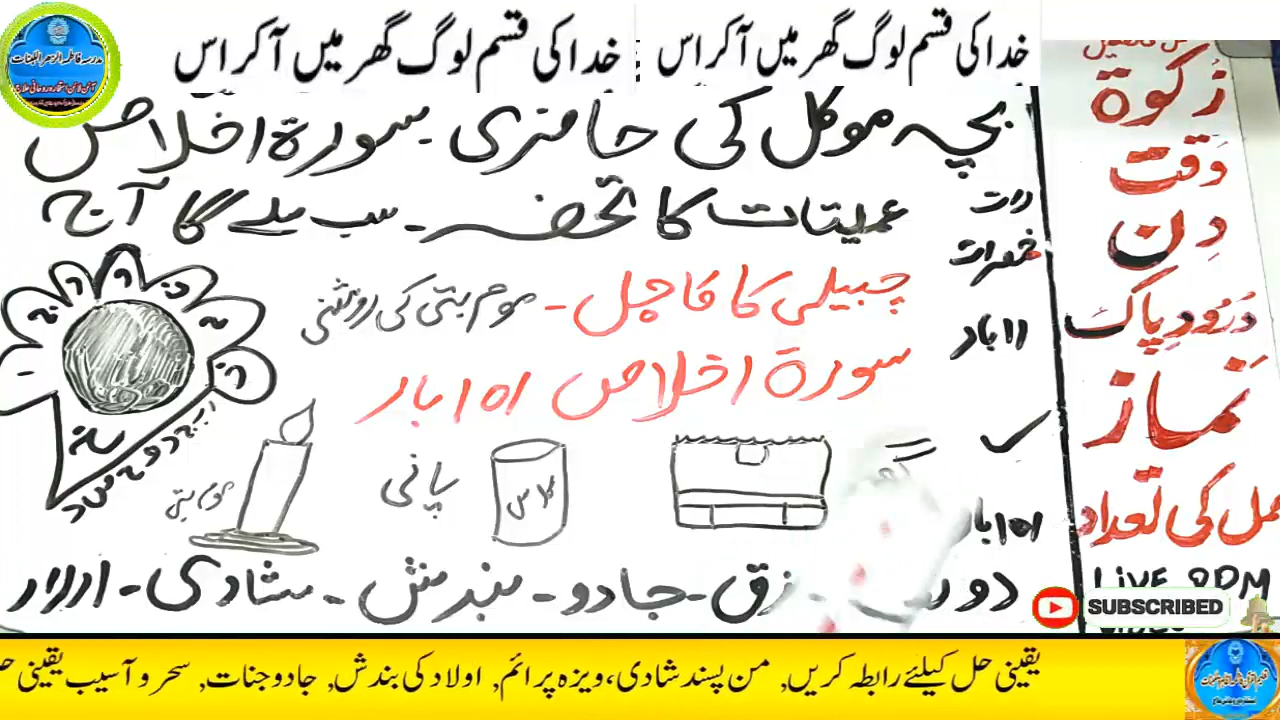 خدا کی قسم لوگ گھر میں آکر اس خدا کی قسم لوگ گھر میں آکر اس
بچہ موکل کی حاضری - سورۃ اخلاص
عملیات کا تحفہ - سب ملے گا آج
چمبیلی کا کاجل - موم بتی کی روشنی
سورۃ اخلاص ۱۰۱ بار
موم بتی
پانی
گلاس
جادو - بندش - شادی -
زکوۃ
وقت
رات
دن
جمعرات
درود پاک
۱۱ بار
نماز
عمل کی تعداد
۱۰۱ بار
LIVE 8PM
SUBSCRIBED
یقینی حل کیلئے رابطہ کریں, من پسند شادی، ویزہ پرائم, اولاد کی بندش, جادو جنات, سحر و آسیب یقینی